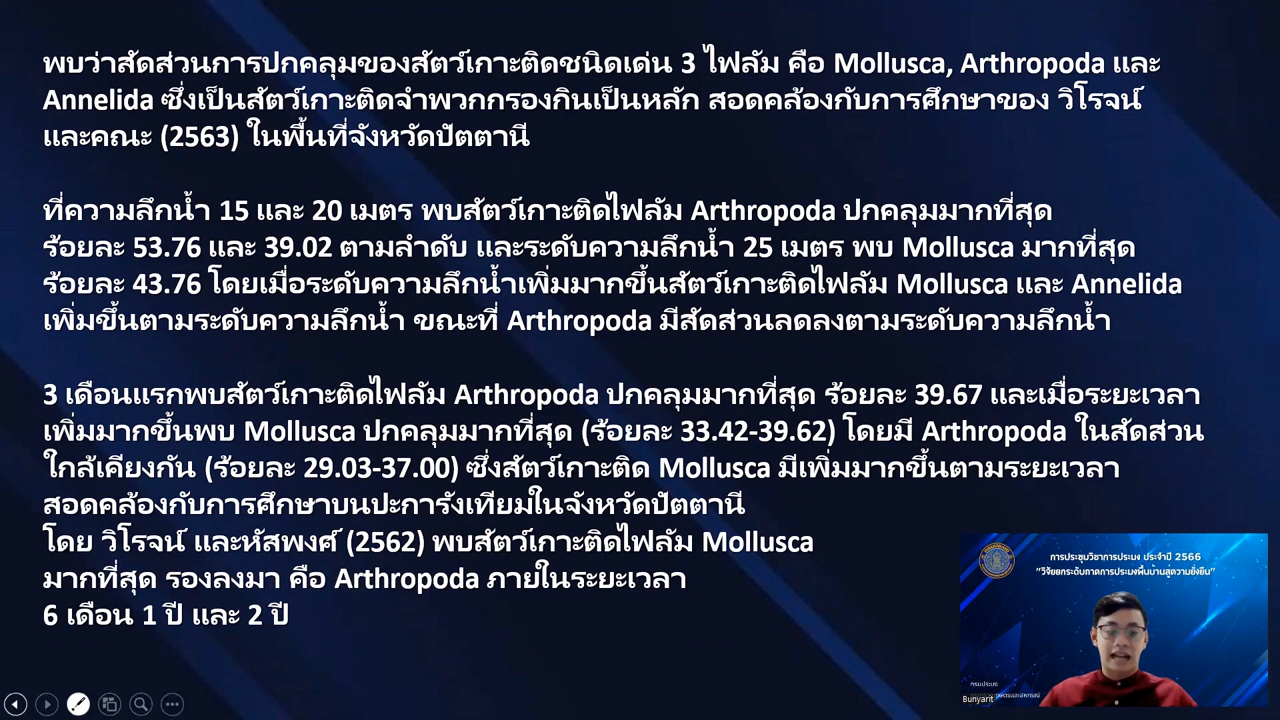 พบว่าสัดส่วนการปกคลุมของสัตว์เกาะติดชนิดเด่น 3 ไฟลัม คือ Mollusca, Arthropoda และ
Annelida ซึ่งเป็นสัตว์เกาะติดจำพวกกรองกินเป็นหลัก สอดคล้องกับการศึกษาของ วิโรจน์
และคณะ (2563) ในพื้นที่จังหวัดปัตตานี
ที่ความลึกน้ำ 15 และ 20 เมตร พบสัตว์เกาะติดไฟลัม Arthropoda ปกคลุมมากที่สุด
ร้อยละ 53.76 และ 39.02 ตามลำดับ และระดับความลึกน้ำ 25 เมตร พบ Mollusca มากที่สุด
ร้อยละ 43.76 โดยเมื่อระดับความลึกน้ำเพิ่มมากขึ้นสัตว์เกาะติดไฟลัม Mollusca และ Annelida
เพิ่มขึ้นตามระดับความลึกน้ำ ขณะที่ Arthropoda มีสัดส่วนลดลงตามระดับความลึกน้ำ
3 เดือนแรกพบสัตว์เกาะติดไฟลัม Arthropoda ปกคลุมมากที่สุด ร้อยละ 39.67 และเมื่อระยะเวลา
เพิ่มมากขึ้นพบ Mollusca ปกคลุมมากที่สุด (ร้อยละ 33.42-39.62) โดยมี Arthropoda ในสัดส่วน
ใกล้เคียงกัน (ร้อยละ 29.03-37.00) ซึ่งสัตว์เกาะติด Mollusca มีเพิ่มมากขึ้นตามระยะเวลา
สอดคล้องกับการศึกษาบนปะการังเทียมในจังหวัดปัตตานี
โดย วิโรจน์ และหัสพงศ์ (2562) พบสัตว์เกาะติดไฟลัม Mollusca
มากที่สุด รองลงมา คือ Arthropoda ภายในระยะเวลา
6 เดือน 1 ปี และ 2 ปี
การประชุมวิชาการประมง ประจำปี 2566
"วิจัยยกระดับภาคการประมงพื้นบ้านสู่ความยั่งยืน"
กรมประมง
Bunyarit